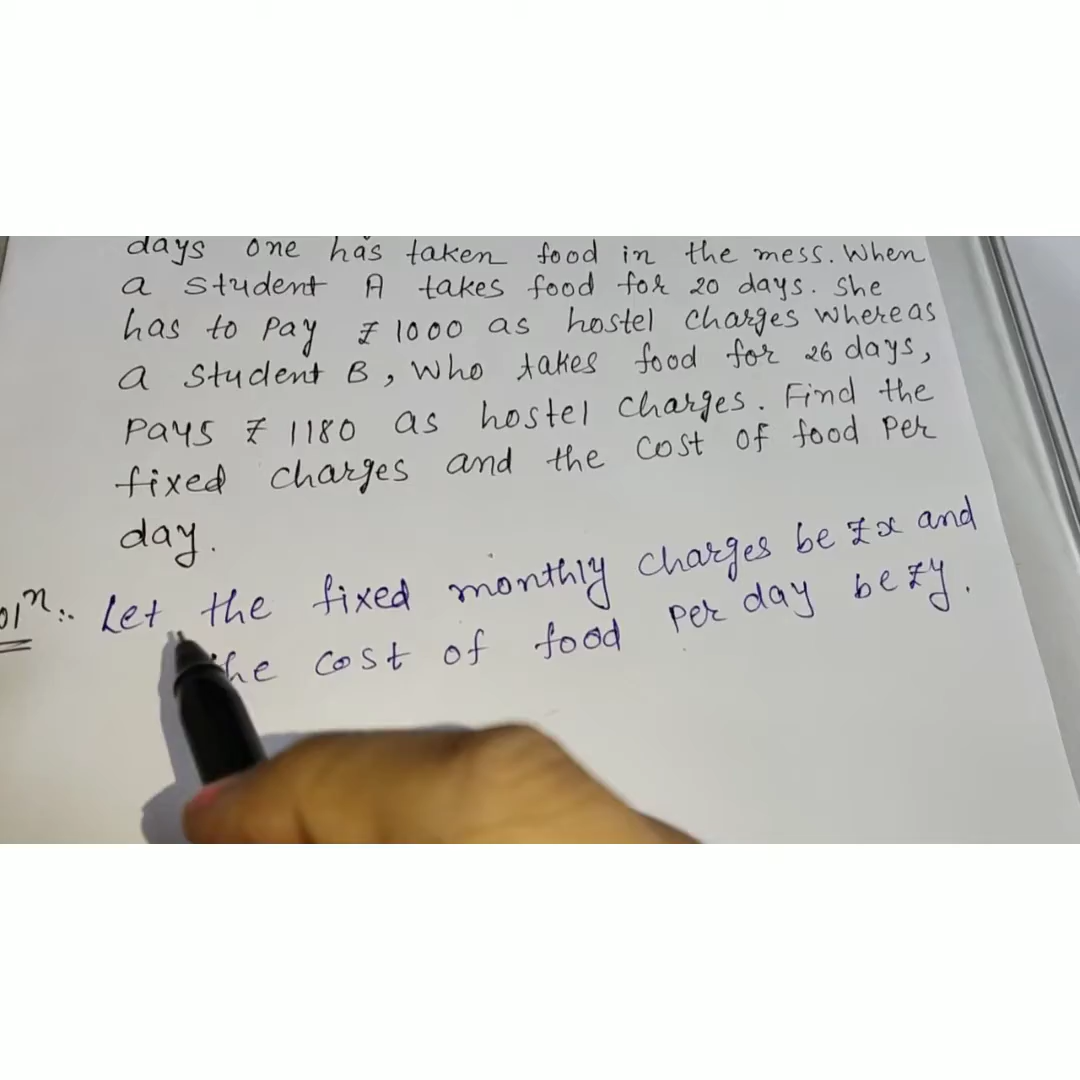 days one has taken food in the mess. When
a student A takes food for 20 days. She
has to pay ₹ 1000 as hostel charges whereas
a student B, who takes food for 26 days,
pays ₹ 1180 as hostel charges. Find the
fixed charges and the cost of food per
day.
olⁿ:. Let the fixed monthly charges be ₹x and
the cost of food per day be ₹y.